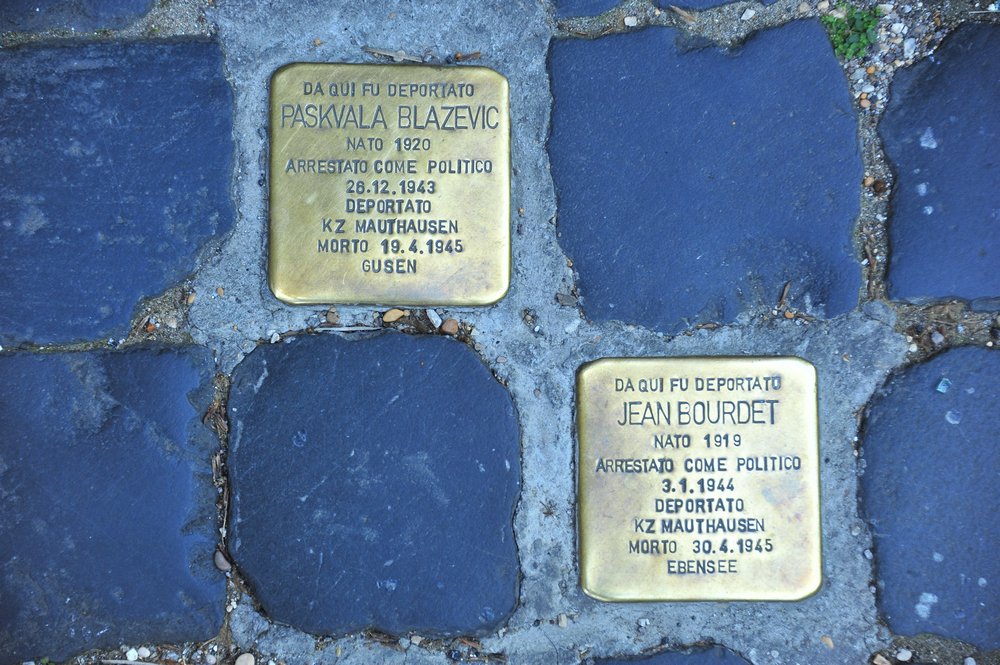 DA QUI FU DEPORTATO
PASKVALA BLAZEVIC
NATO 1920
ARRESTATO COME POLITICO
26.12.1943
DEPORTATO
KZ MAUTHAUSEN
MORTO 19.4.1945
GUSEN
DA QUI FU DEPORTATO
JEAN BOURDET
NATO 1919
ARRESTATO COME POLITICO
3.1.1944
DEPORTATO
KZ MAUTHAUSEN
MORTO 30.4.1945
EBENSEE